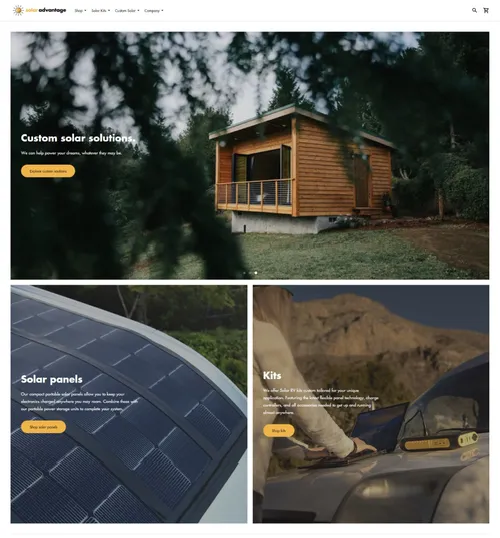 solar advantage
Shop
Solar Kits
Custom Solar
Company
Custom solar solutions.
We can help power your dreams, whatever they may be.
Explore custom solutions
Solar panels
Our compact portable solar panels allow you to keep your
electronics charged anywhere you may roam. Combine them with
our portable power storage units to complete your system.
Shop solar panels
Kits
We offer Solar RV kits custom tailored for your unique
application. Featuring the latest flexible panel technology, charge
controllers, and all accessories needed to get up and running
almost anywhere.
Shop kits